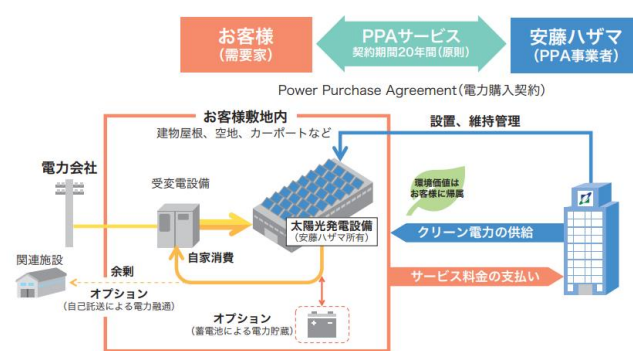 お客様
(需要家)
PPAサービス
契約期間20年間(原則)
安藤ハザマ
(PPA事業者)
Power Purchase Agreement(電力購入契約)
お客様敷地内
建物屋根、空地、カーポートなど
設置、維持管理
電力会社
受変電設備
環境価値は
お客様に帰属
太陽光発電設備
(安藤ハザマ所有)
クリーン電力の供給
自家消費
関連施設
余剰
サービス料金の支払い
オプション
(自己託送による電力融通)
オプション
(蓄電池による電力貯蔵)